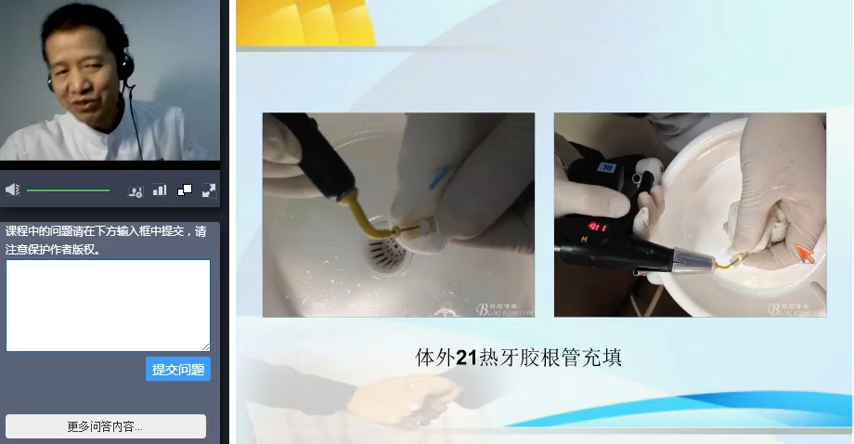 课程中的问题请在下方输入框中提交，请
注意保护作者版权。
提交问题
更多问答内容...
体外21热牙胶根管充填